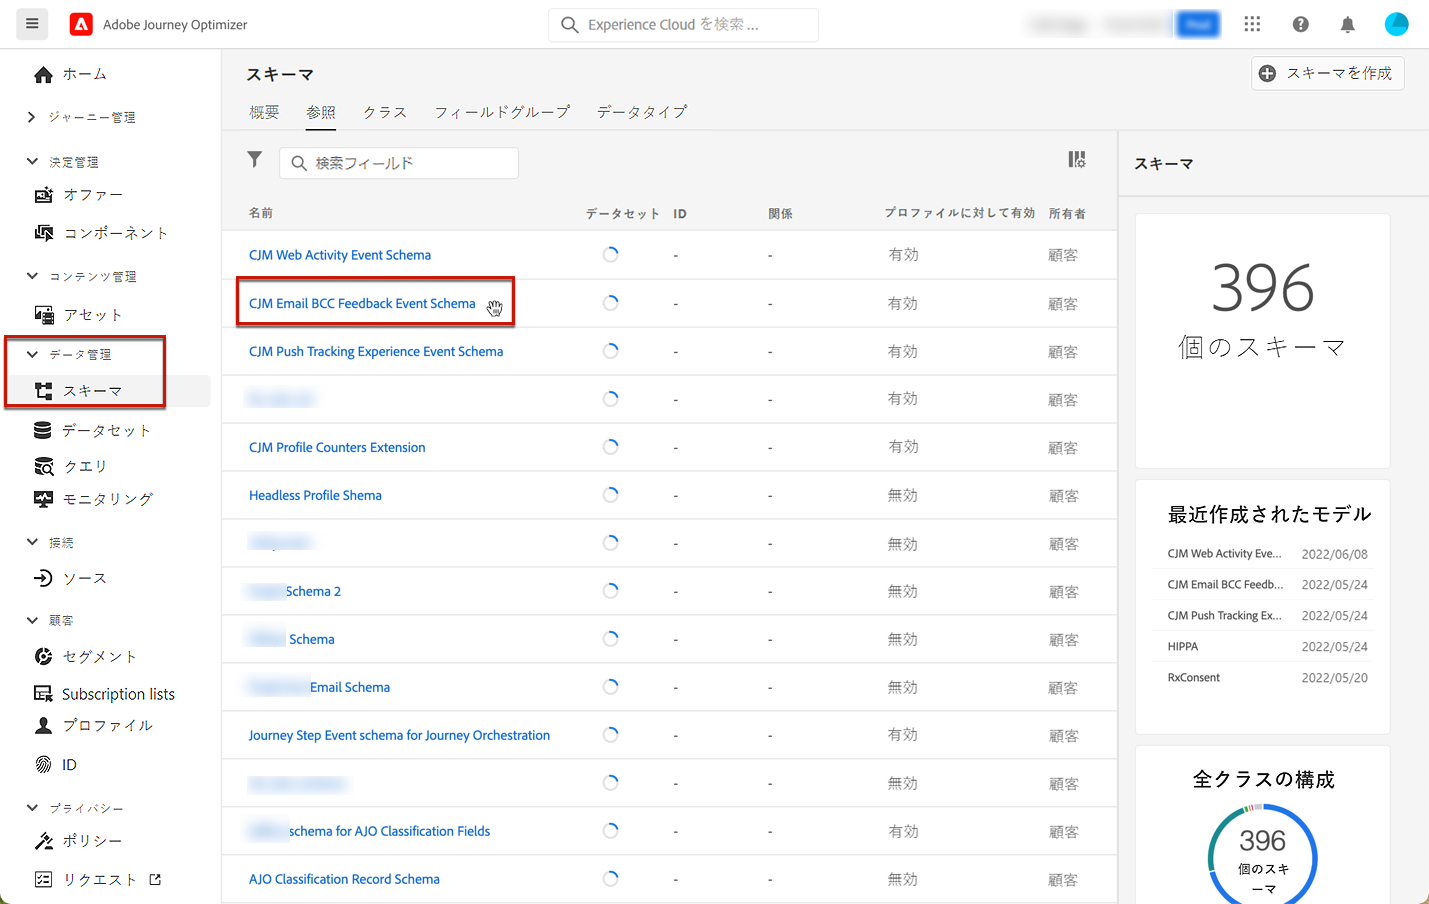 Adobe Journey Optimizer
Experience Cloud を検索 ...
ホーム
ジャーニー管理
決定管理
オファー
コンポーネント
コンテンツ管理
アセット
データ管理
スキーマ
データセット
クエリ
モニタリング
接続
ソース
顧客
セグメント
Subscription lists
プロファイル
ID
プライバシー
ポリシー
リクエスト
スキーマ
スキーマを作成
概要 参照 クラス フィールドグループ データタイプ
検索フィールド
名前 データセット ID 関係 プロファイルに対して有効 所有者
CJM Web Activity Event Schema - - 有効 顧客
CJM Email BCC Feedback Event Schema - - 有効 顧客
CJM Push Tracking Experience Event Schema - - 有効 顧客
- - 有効 顧客
CJM Profile Counters Extension - - 有効 顧客
Headless Profile Shema - - 無効 顧客
- - 無効 顧客
Schema 2 - - 無効 顧客
Schema - - 無効 顧客
Email Schema - - 無効 顧客
Journey Step Event schema for Journey Orchestration - - 有効 顧客
- - 無効 顧客
schema for AJO Classification Fields - - 有効 顧客
AJO Classification Record Schema - - 無効 顧客
スキーマ
396
個のスキーマ
最近作成されたモデル
CJM Web Activity Eve... 2022/06/08
CJM Email BCC Feedb... 2022/05/24
CJM Push Tracking Ex... 2022/05/24
HIPPA 2022/05/24
RxConsent 2022/05/20
全クラスの構成
396
個のスキ
ーマ